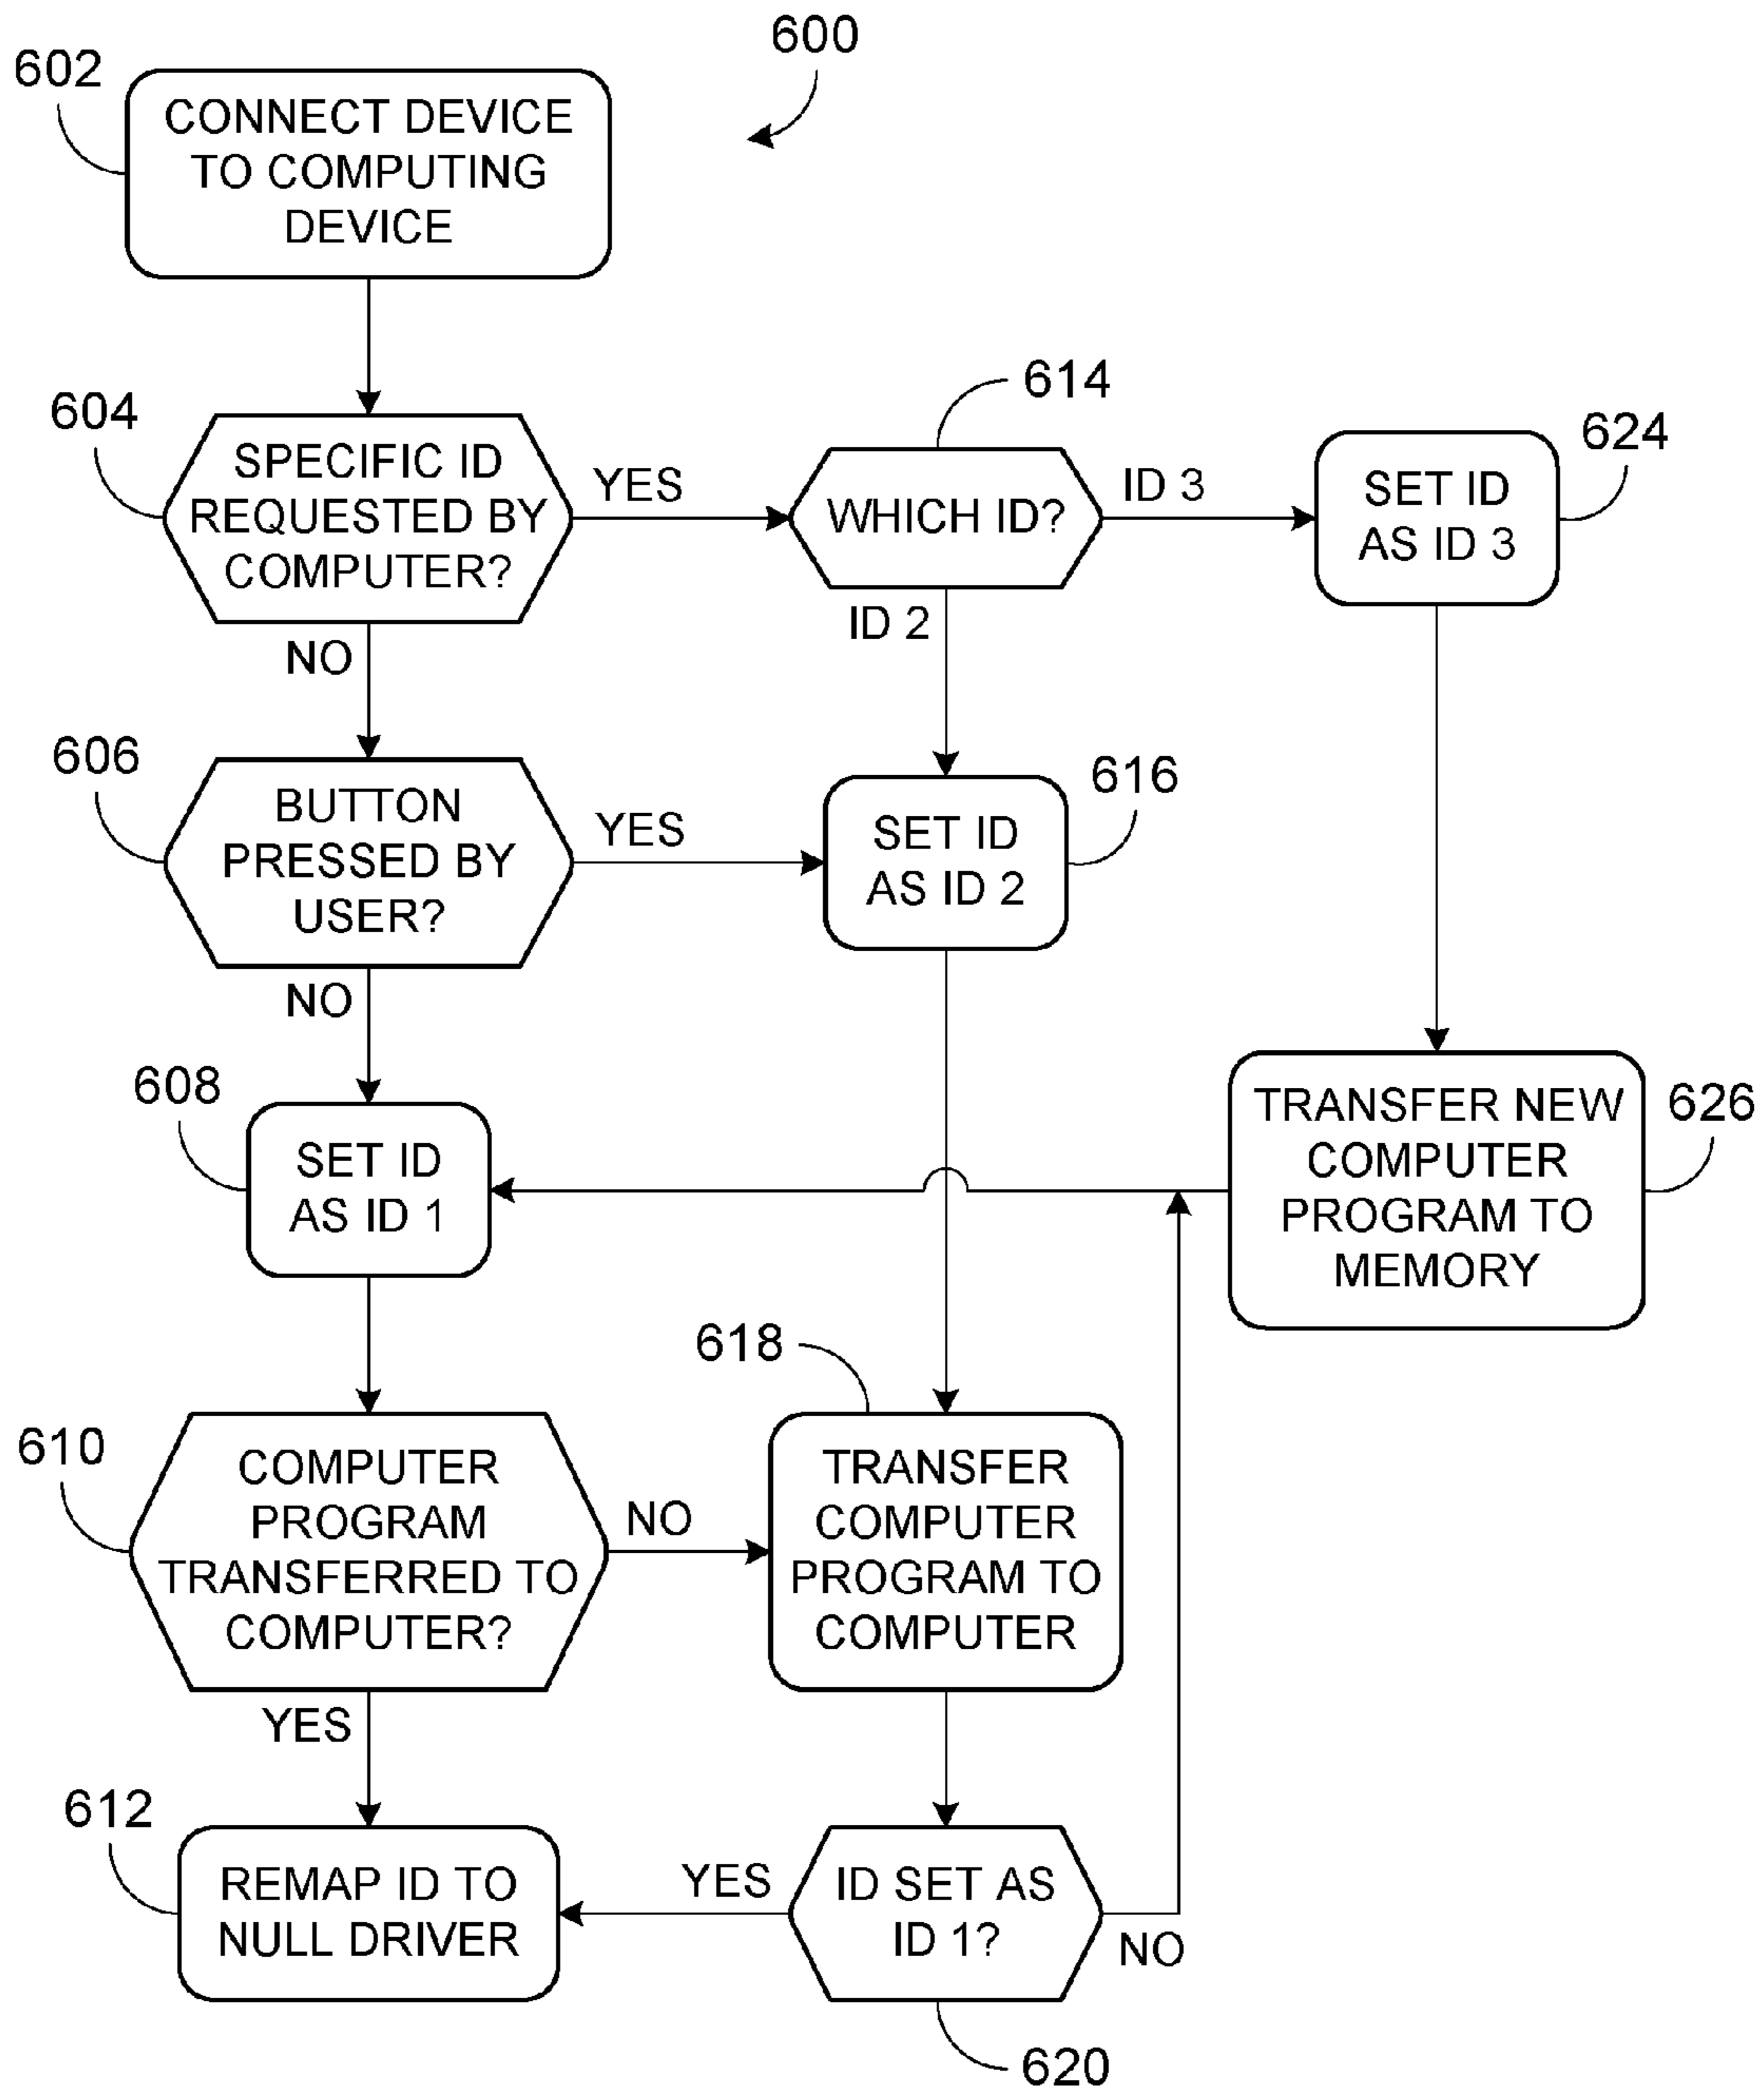 600
602
CONNECT DEVICE
TO COMPUTING
DEVICE
604
SPECIFIC ID
REQUESTED BY
COMPUTER?
YES
NO
614
WHICH ID?
ID 3
ID 2
624
SET ID
AS ID 3
606
BUTTON
PRESSED BY
USER?
YES
NO
616
SET ID
AS ID 2
608
SET ID
AS ID 1
626
TRANSFER NEW
COMPUTER
PROGRAM TO
MEMORY
610
COMPUTER
PROGRAM
TRANSFERRED TO
COMPUTER?
NO
YES
618
TRANSFER
COMPUTER
PROGRAM TO
COMPUTER
612
REMAP ID TO
NULL DRIVER
YES
ID SET AS
ID 1?
NO
620